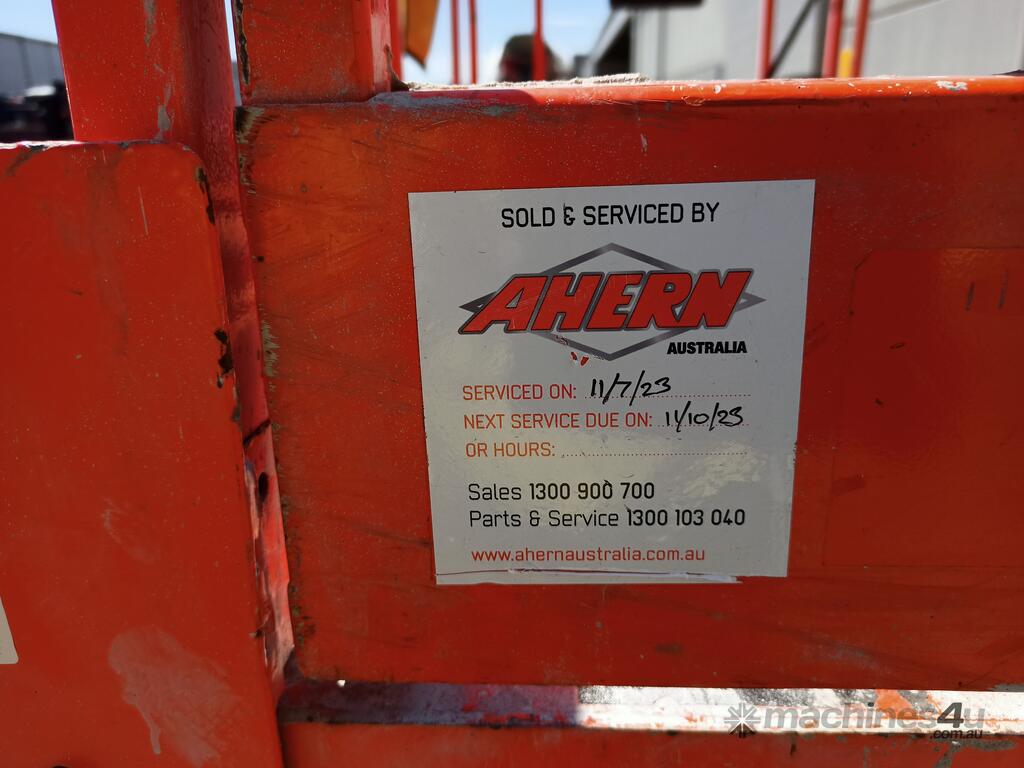 SOLD & SERVICED BY
AHERN
AUSTRALIA
SERVICED ON: 11/7/23
NEXT SERVICE DUE ON: 11/10/23
OR HOURS:
Sales 1300 900 700
Parts & Service 1300 103 040
www.ahernaustralia.com.au
machines4u
.com.au